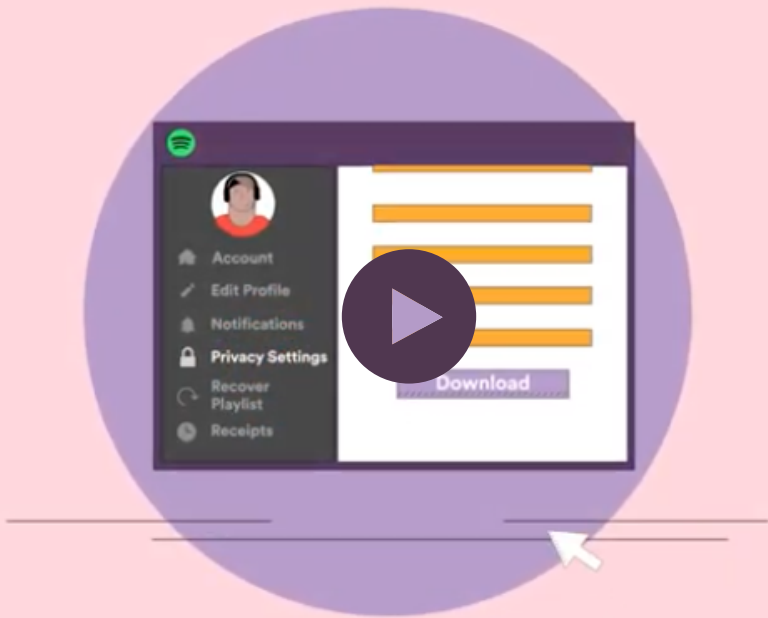 Account
Edit Profile
Notifications
Privacy Settings
Recover
Playlist
Receipts
Download